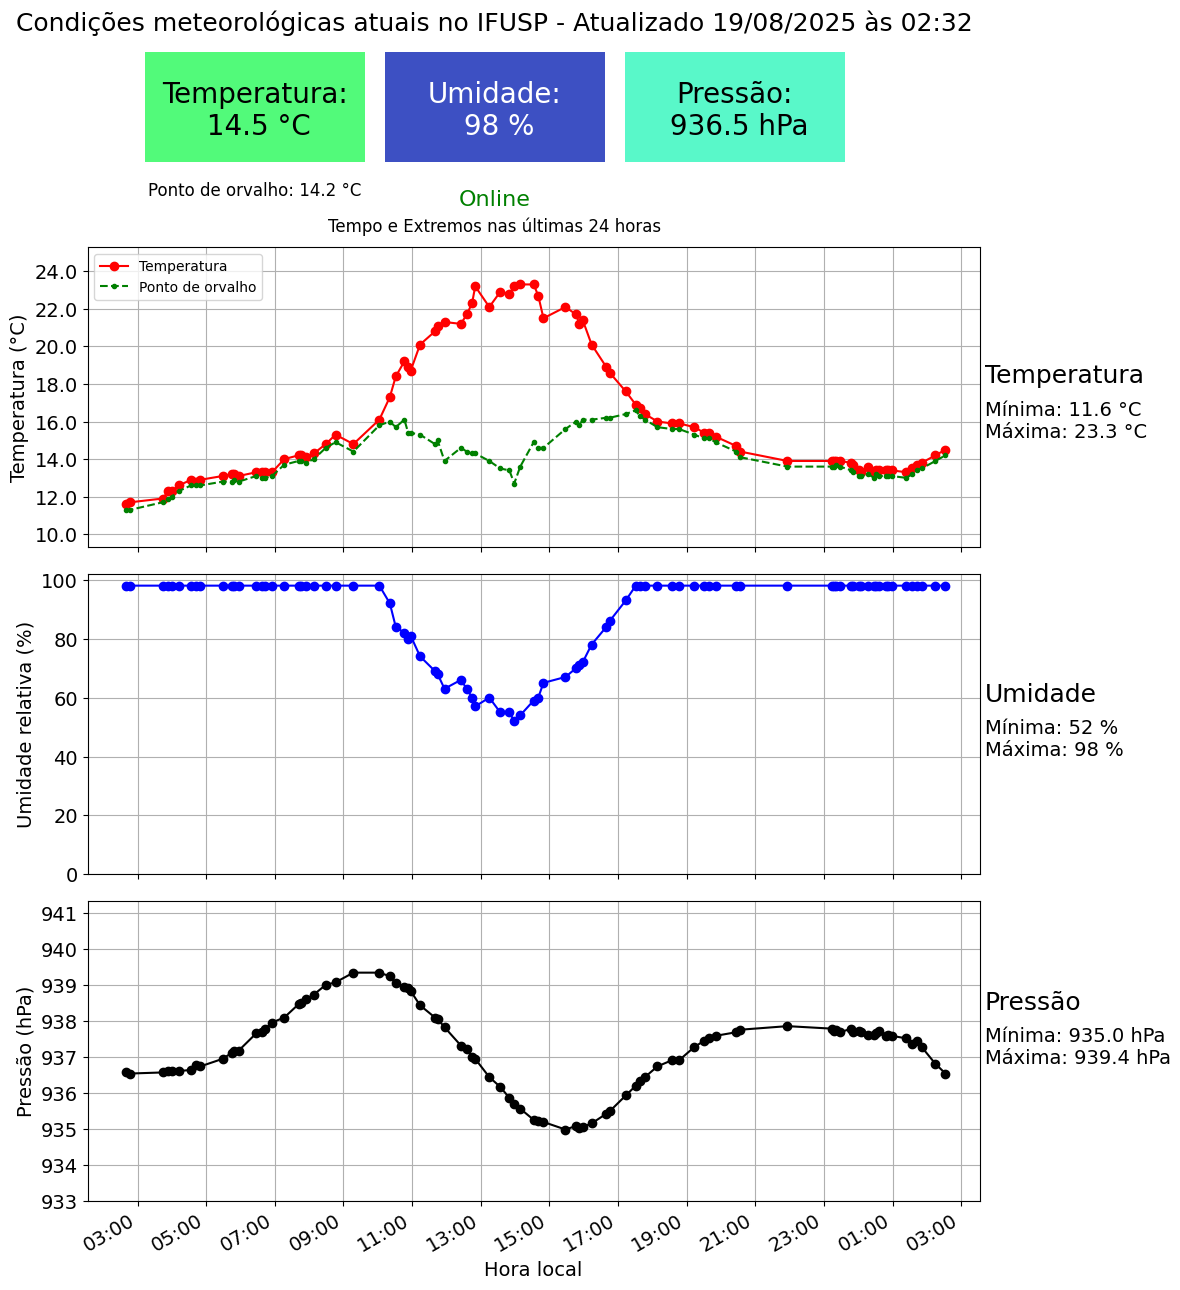 Condições meteorológicas atuais no IFUSP - Atualizado 19/08/2025 às 02:32
Temperatura:
14.5 °C
Umidade:
98 %
Pressão:
936.5 hPa
Ponto de orvalho: 14.2 °C
Online
Tempo e Extremos nas últimas 24 horas
Temperatura (°C)
24.0
22.0
20.0
18.0
16.0
14.0
12.0
10.0
Temperatura
Ponto de orvalho
Temperatura
Mínima: 11.6 °C
Máxima: 23.3 °C
Umidade relativa (%)
100
80
60
40
20
0
Umidade
Mínima: 52 %
Máxima: 98 %
Pressão (hPa)
941
940
939
938
937
936
935
934
933
Pressão
Mínima: 935.0 hPa
Máxima: 939.4 hPa
03:00 05:00 07:00 09:00 11:00 13:00 15:00 17:00 19:00 21:00 23:00 01:00 03:00
Hora local